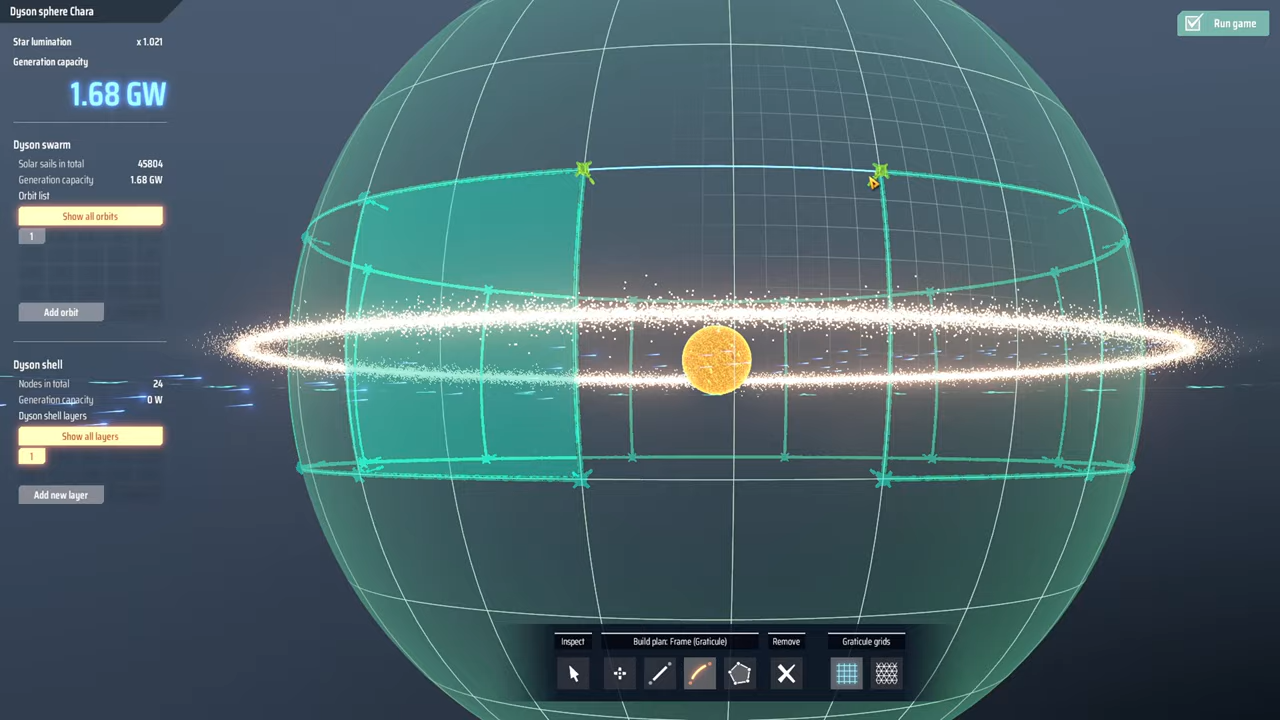 Dyson sphere Chara
Run game
Star lumination x 1.021
Generation capacity
1.68 GW
Dyson swarm
Solar sails in total 45804
Generation capacity 1.68 GW
Orbit list
Show all orbits
1
Add orbit
Dyson shell
Nodes in total 24
Generation capacity 0 W
Dyson shell layers
Show all layers
1
Add new layer
Inspect
Build plan: Frame (Graticule)
Remove
Graticule grids